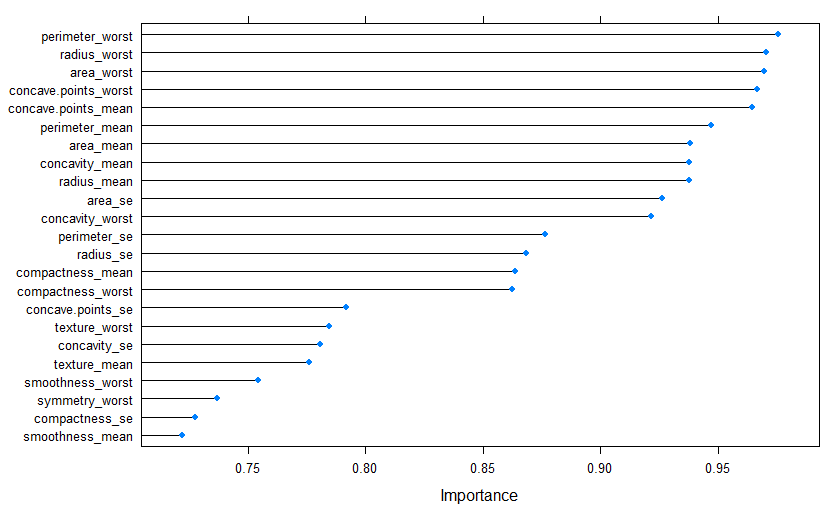 perimeter_worst
radius_worst
area_worst
concave.points_worst
concave.points_mean
perimeter_mean
area_mean
concavity_mean
radius_mean
area_se
concavity_worst
perimeter_se
radius_se
compactness_mean
compactness_worst
concave.points_se
texture_worst
concavity_se
texture_mean
smoothness_worst
symmetry_worst
compactness_se
smoothness_mean
0.75 0.80 0.85 0.90 0.95
Importance